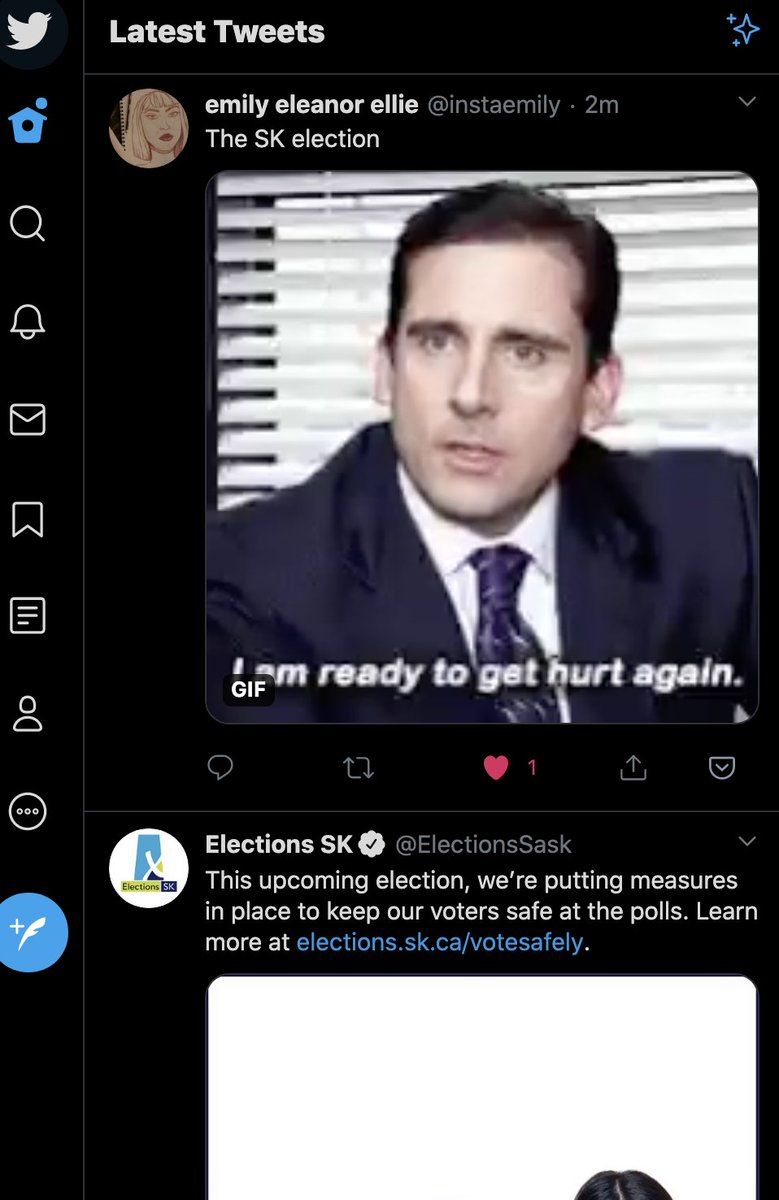 Latest Tweets
emily eleanor ellie @instaemily · 2m
The SK election
I am ready to get hurt again.
GIF
1
Elections SK @ElectionsSask
Elections SK
This upcoming election, we’re putting measures
in place to keep our voters safe at the polls. Learn
more at elections.sk.ca/votesafely.